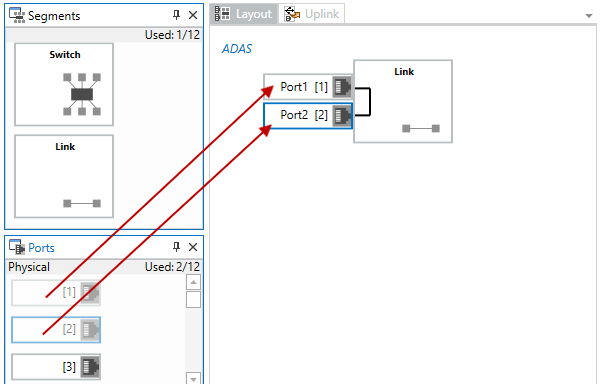 Segments
Used: 1/12
Switch
Link
Ports
Physical Used: 2/12
[1]
[2]
[3]
Layout Uplink
ADAS
Port1 [1]
Port2 [2]
Link